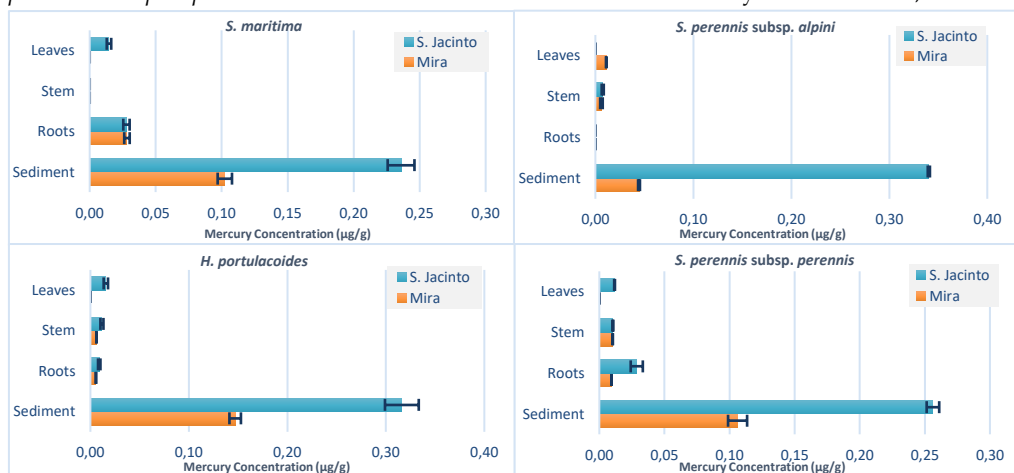 S. maritima
S. Jacinto
Mira
Leaves
Stem
Roots
Sediment
0,00 0,05 0,10 0,15 0,20 0,25 0,30
Mercury Concentration (µg/g)
S. perennis subsp. alpini
S. Jacinto
Mira
Leaves
Stem
Roots
Sediment
0,00 0,10 0,20 0,30 0,40
Mercury Concentration (µg/g)
H. portulacoides
S. Jacinto
Mira
Leaves
Stem
Roots
Sediment
0,00 0,10 0,20 0,30 0,40
Mercury Concentration (µg/g)
S. perennis subsp. perennis
S. Jacinto
Mira
Leaves
Stem
Roots
Sediment
0,00 0,05 0,10 0,15 0,20 0,25 0,30
Mercury Concentration (µg/g)